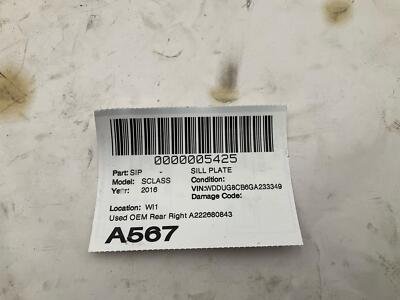 0000005425
Part: SIP - SILL PLATE
Model: SCLASS Condition:
Year: 2016 VIN:WDDUG8CB6GA233349
Damage Code:
Location: WI1
Used OEM Rear Right A222680843
A567